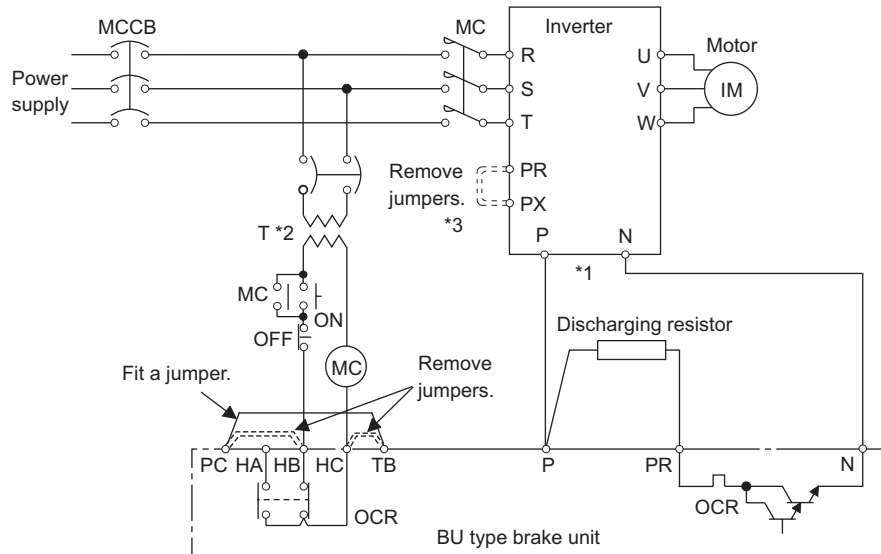 MCCB
MC
Inverter
Motor
Power
supply
R
S
T
U
V
W
IM
Remove
jumpers.
*3
PR
PX
P
N
*1
T *2
MC
ON
OFF
MC
Discharging resistor
Fit a jumper.
Remove
jumpers.
PC
HA
HB
HC
TB
P
PR
N
OCR
OCR
BU type brake unit